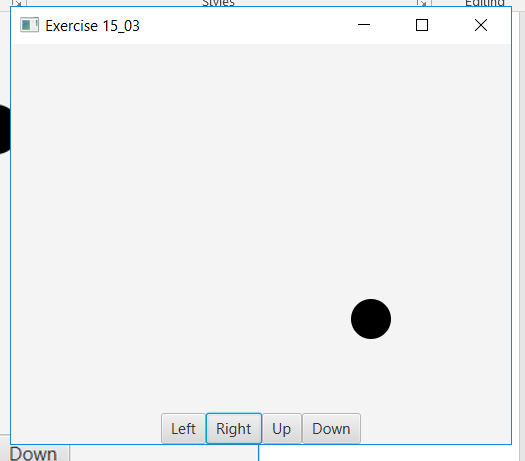 Styles
Editing
Exercise 15_03
Left Right Up Down
Down